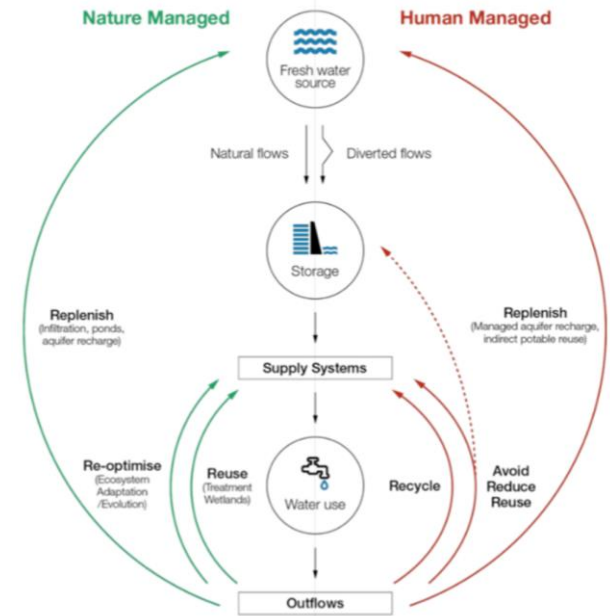 Nature Managed
Human Managed
Fresh water
source
Natural flows
Diverted flows
Storage
Replenish
(Infiltration, ponds,
aquifer recharge)
Replenish
(Managed aquifer recharge,
indirect potable reuse)
Supply Systems
Re-optimise
(Ecosystem
Adaptation
/Evolution)
Reuse
(Treatment
Wetlands)
Water use
Recycle
Avoid
Reduce
Reuse
Outflows